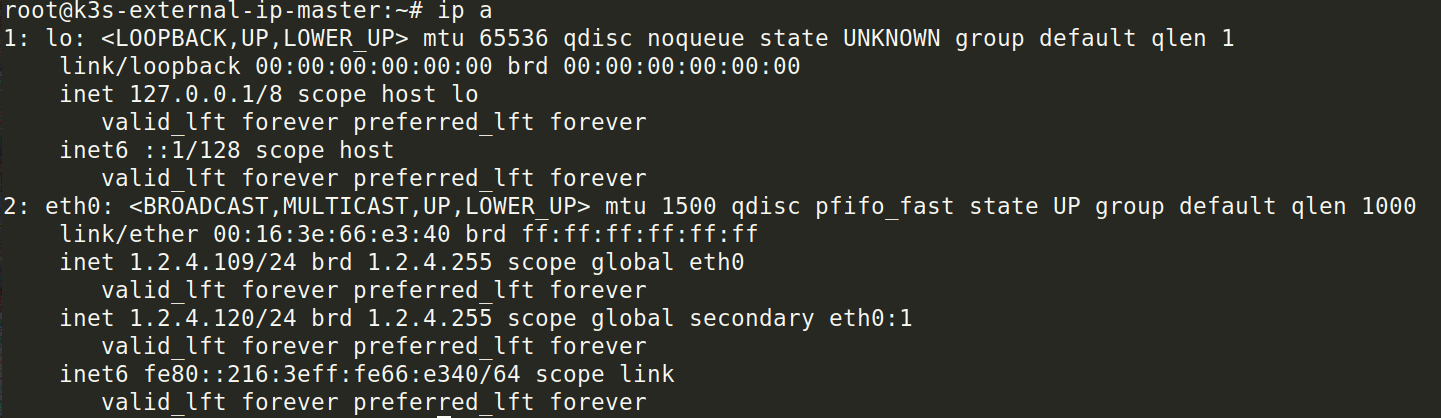 root@k3s-external-ip-master:~# ip a
1: lo: <LOOPBACK,UP,LOWER_UP> mtu 65536 qdisc noqueue state UNKNOWN group default qlen 1
    link/loopback 00:00:00:00:00:00 brd 00:00:00:00:00:00
    inet 127.0.0.1/8 scope host lo
       valid_lft forever preferred_lft forever
    inet6 ::1/128 scope host
       valid_lft forever preferred_lft forever
2: eth0: <BROADCAST,MULTICAST,UP,LOWER_UP> mtu 1500 qdisc pfifo_fast state UP group default qlen 1000
    link/ether 00:16:3e:66:e3:40 brd ff:ff:ff:ff:ff:ff
    inet 1.2.4.109/24 brd 1.2.4.255 scope global eth0
       valid_lft forever preferred_lft forever
    inet 1.2.4.120/24 brd 1.2.4.255 scope global secondary eth0:1
       valid_lft forever preferred_lft forever
    inet6 fe80::216:3eff:fe66:e340/64 scope link
       valid_lft forever preferred_lft forever